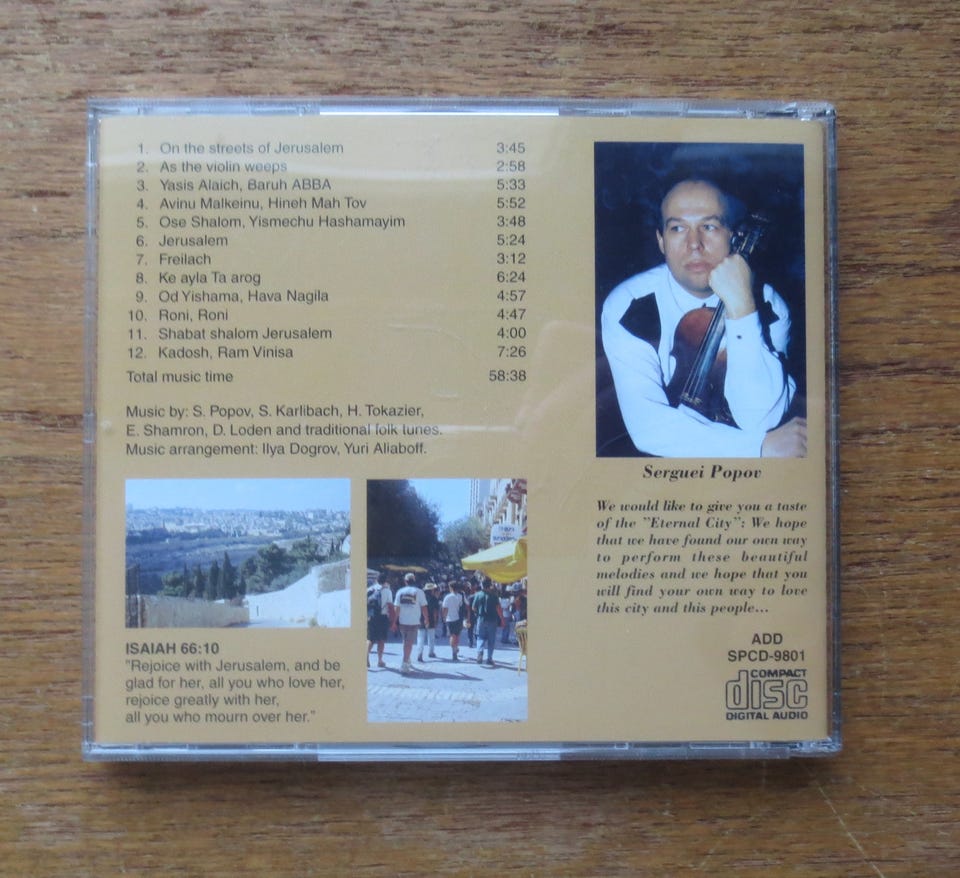 1. On the streets of Jerusalem 3:45
2. As the violin weeps 2:58
3. Yasis Alaich, Baruh ABBA 5:33
4. Avinu Malkeinu, Hineh Mah Tov 5:52
5. Ose Shalom, Yismechu Hashamayim 3:48
6. Jerusalem 5:24
7. Freilach 3:12
8. Ke ayla Ta arog 6:24
9. Od Yishama, Hava Nagila 4:57
10. Roni, Roni 4:47
11. Shabat shalom Jerusalem 4:00
12. Kadosh, Ram Vinisa 7:26
Total music time 58:38
Music by: S. Popov, S. Karlibach, H. Tokazier,
E. Shamron, D. Loden and traditional folk tunes.
Music arrangement: Ilya Dogrov, Yuri Aliaboff.
ISAIAH 66:10
"Rejoice with Jerusalem, and be
glad for her, all you who love her,
rejoice greatly with her,
all you who mourn over her."
Serguei Popov
We would like to give you a taste
of the "Eternal City": We hope
that we have found our own way
to perform these beautiful
melodies and we hope that you
will find your own way to love
this city and this people...
ADD
SPCD-9801
COMPACT
disc
DIGITAL AUDIO